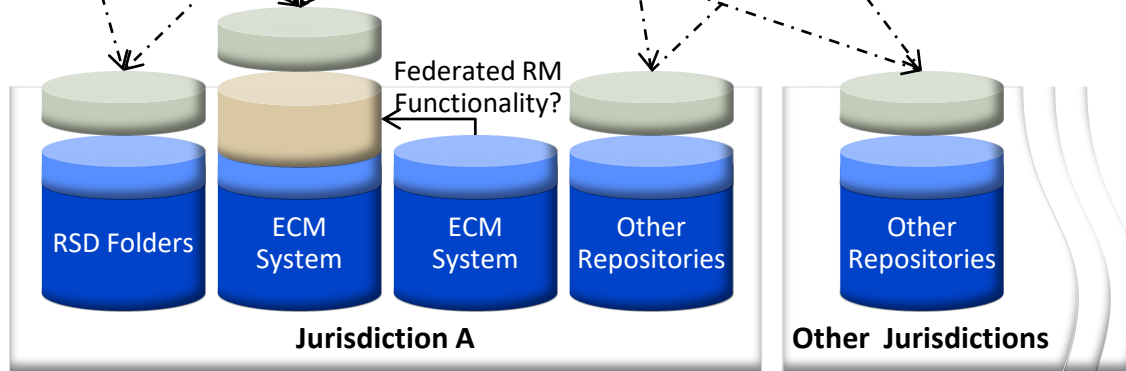 Federated RM
Functionality?
RSD Folders
ECM
System
ECM
System
Other
Repositories
Other
Repositories
Jurisdiction A
Other Jurisdictions